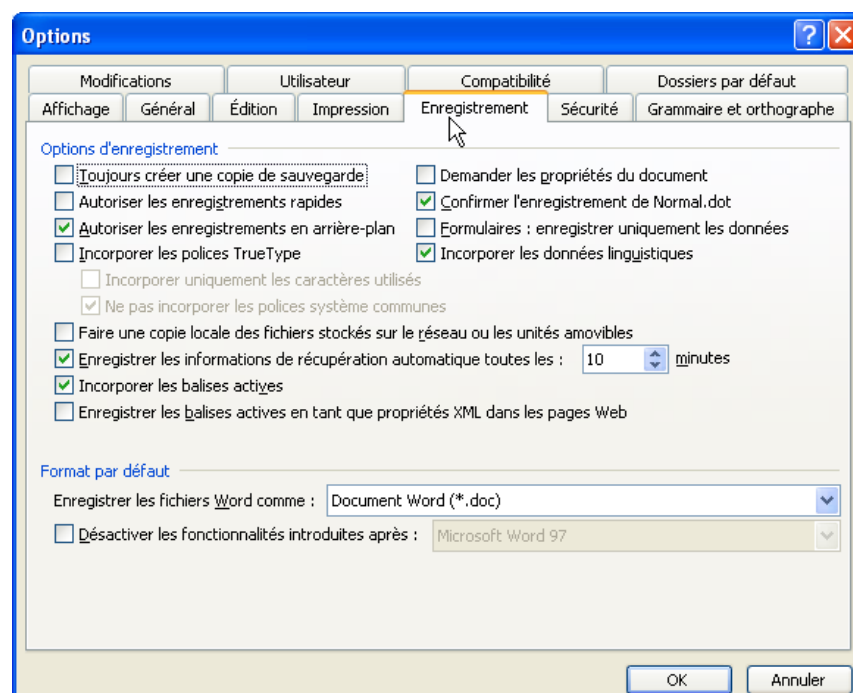 Options
Modifications Utilisateur Compatibilité Dossiers par défaut
Affichage Général Édition Impression Enregistrement Sécurité Grammaire et orthographe
Options d'enregistrement
Toujours créer une copie de sauvegarde Demander les propriétés du document
Autoriser les enregistrements rapides Confirmer l'enregistrement de Normal.dot
Autoriser les enregistrements en arrière-plan Formulaires : enregistrer uniquement les données
Incorporer les polices TrueType Incorporer les données linguistiques
Incorporer uniquement les caractères utilisés
Ne pas incorporer les polices système communes
Faire une copie locale des fichiers stockés sur le réseau ou les unités amovibles
Enregistrer les informations de récupération automatique toutes les : 10 minutes
Incorporer les balises actives
Enregistrer les balises actives en tant que propriétés XML dans les pages Web
Format par défaut
Enregistrer les fichiers Word comme : Document Word (*.doc)
Désactiver les fonctionnalités introduites après : Microsoft Word 97
OK Annuler